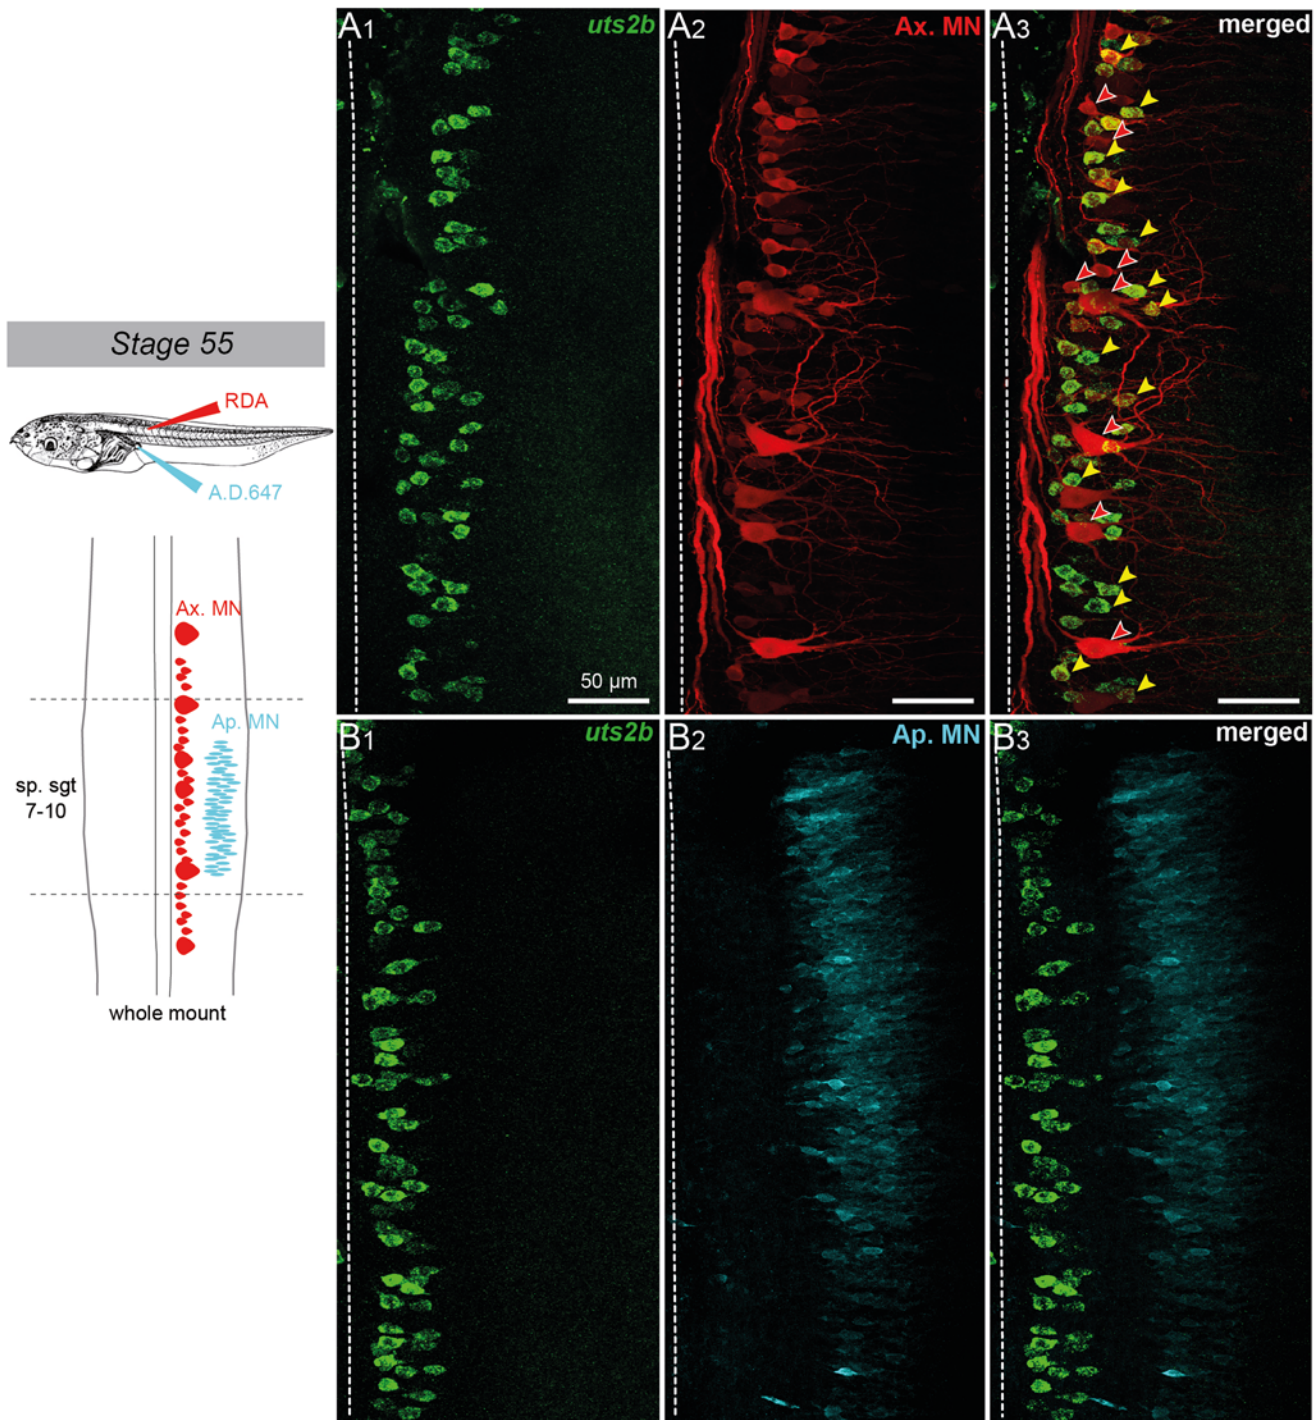 Stage 55
RDA
A.D.647
Ax. MN
Ap. MN
sp. sgt
7-10
whole mount
A1
uts2b
50 µm
A2
Ax. MN
A3
merged
B1
uts2b
B2
Ap. MN
B3
merged